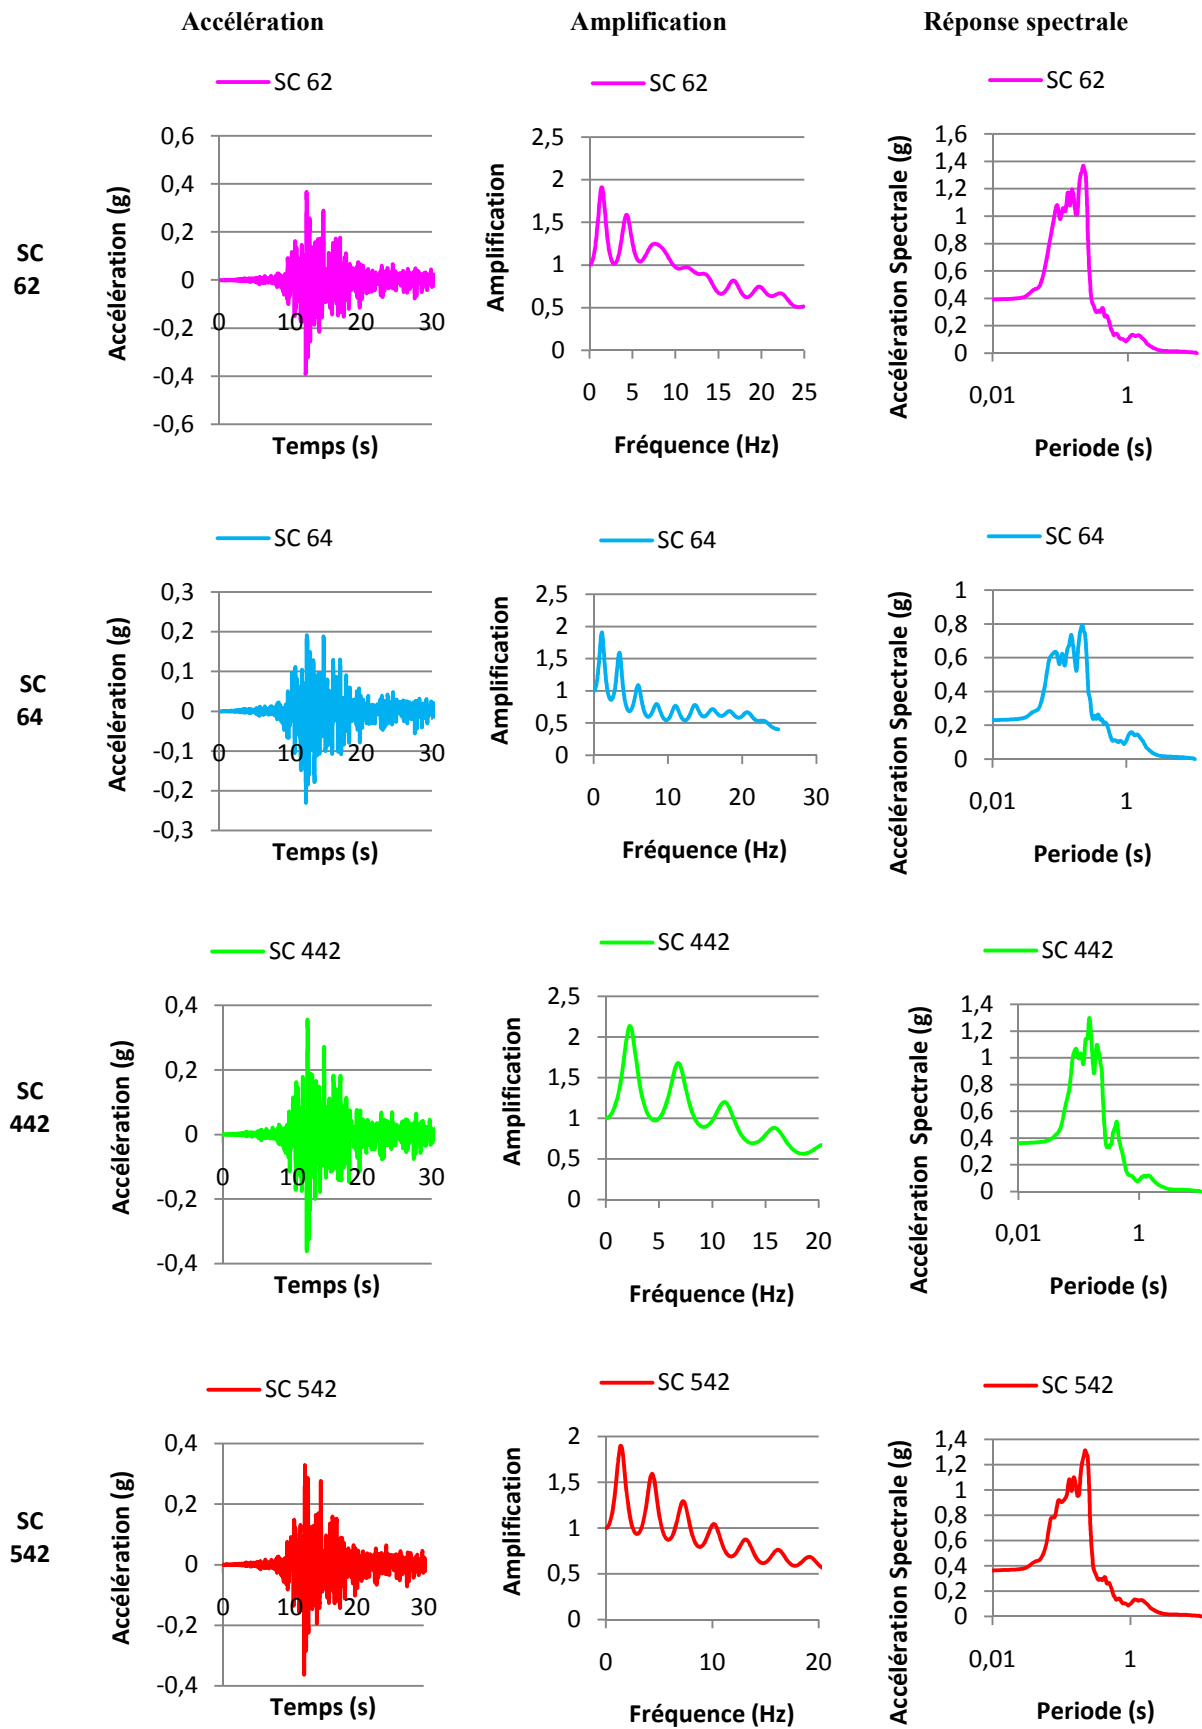 Accélération Amplification Réponse spectrale
SC 62 SC 62 SC 62
SC
62
Accélération (g)
0,6
0,4
0,2
0
-0,2
-0,4
-0,6
0 10 20 30
Temps (s)
Amplification
2,5
2
1,5
1
0,5
0
0 5 10 15 20 25
Fréquence (Hz)
Accélération Spectrale (g)
1,6
1,4
1,2
1
0,8
0,6
0,4
0,2
0
0,01 1
Periode (s)
SC 64 SC 64 SC 64
SC
64
Accélération (g)
0,3
0,2
0,1
0
-0,1
-0,2
-0,3
0 10 20 30
Temps (s)
Amplification
2,5
2
1,5
1
0,5
0
0 10 20 30
Fréquence (Hz)
Accélération Spectrale (g)
1
0,8
0,6
0,4
0,2
0
0,01 1
Periode (s)
SC 442 SC 442 SC 442
SC
442
Accélération (g)
0,4
0,2
0
-0,2
-0,4
0 10 20 30
Temps (s)
Amplification
2,5
2
1,5
1
0,5
0
0 5 10 15 20
Fréquence (Hz)
Accélération Spectrale (g)
1,4
1,2
1
0,8
0,6
0,4
0,2
0
0,01 1
Periode (s)
SC 542 SC 542 SC 542
SC
542
Accélération (g)
0,4
0,2
0
-0,2
-0,4
0 10 20 30
Temps (s)
Amplification
2
1,5
1
0,5
0
0 10 20
Fréquence (Hz)
Accélération Spectrale (g)
1,4
1,2
1
0,8
0,6
0,4
0,2
0
0,01 1
Periode (s)